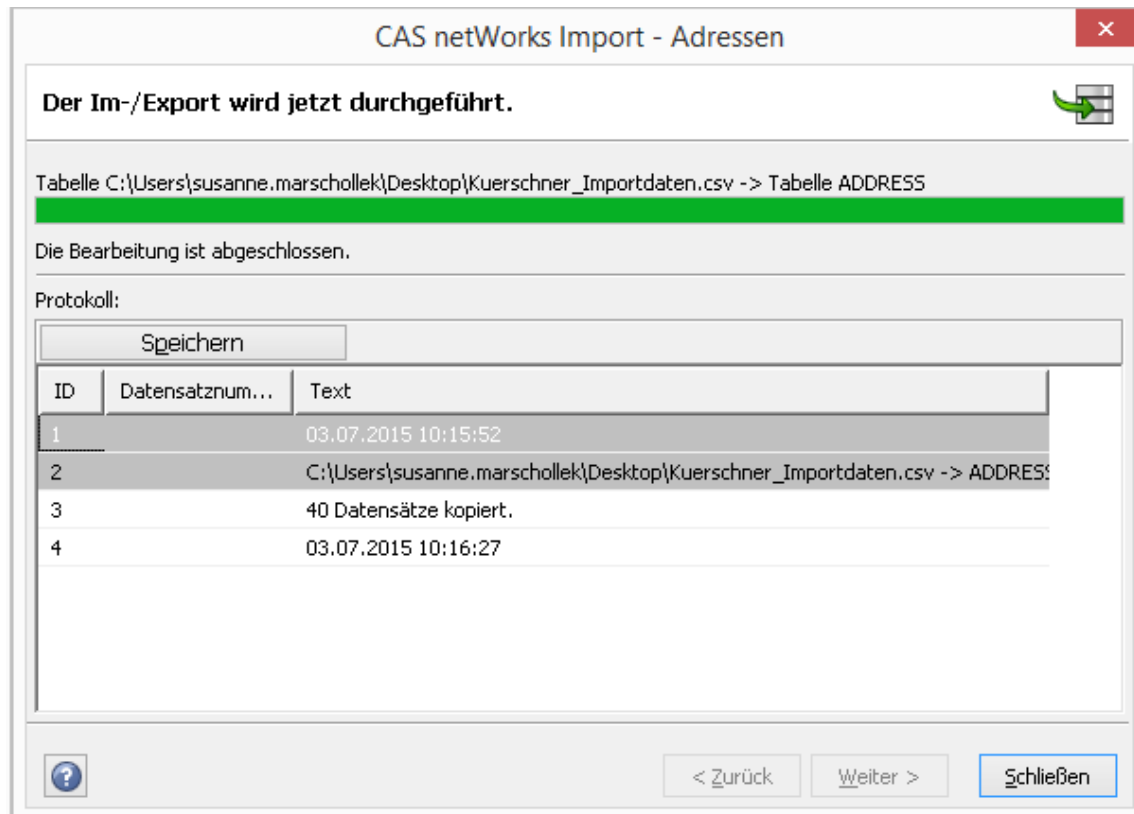 CAS netWorks Import - Adressen
Der Im-/Export wird jetzt durchgeführt.
Tabelle C:\Users\susanne.marschollek\Desktop\Kuerschner_Importdaten.csv -> Tabelle ADDRESS
Die Bearbeitung ist abgeschlossen.
Protokoll:
Speichern
ID Datensatznum... Text
1 03.07.2015 10:15:52
2 C:\Users\susanne.marschollek\Desktop\Kuerschner_Importdaten.csv -> ADDRESS
3 40 Datensätze kopiert.
4 03.07.2015 10:16:27
< Zurück Weiter > Schließen